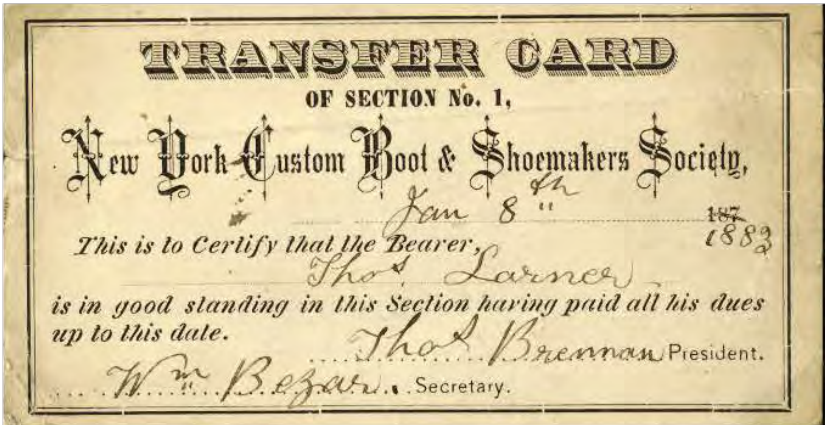 TRANSFER CARD
OF SECTION No. 1,
New York Custom Boot & Shoemakers Society,
Jan 8th 187
1883
This is to Certify that the Bearer,
Thos. Larner
is in good standing in this Section having paid all his dues
up to this date.
Thos Brennan President.
Wm Bezar. Secretary.